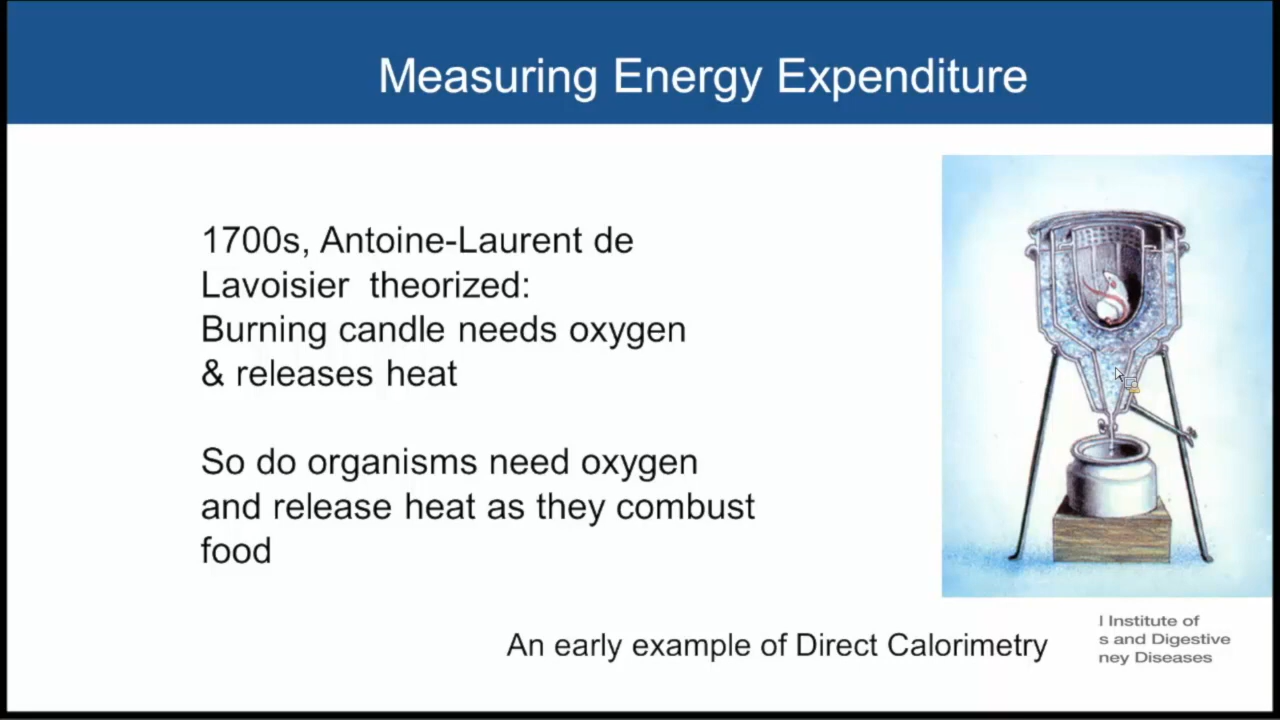 Measuring Energy Expenditure
1700s, Antoine-Laurent de
Lavoisier theorized:
Burning candle needs oxygen
& releases heat
So do organisms need oxygen
and release heat as they combust
food
An early example of Direct Calorimetry
l Institute of
s and Digestive
ney Diseases